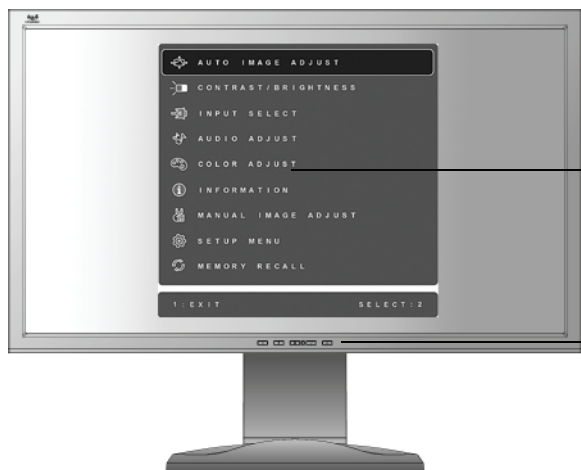 AUTO IMAGE ADJUST
CONTRAST/BRIGHTNESS
INPUT SELECT
AUDIO ADJUST
COLOR ADJUST
INFORMATION
MANUAL IMAGE ADJUST
SETUP MENU
MEMORY RECALL
1:EXIT SELECT:2